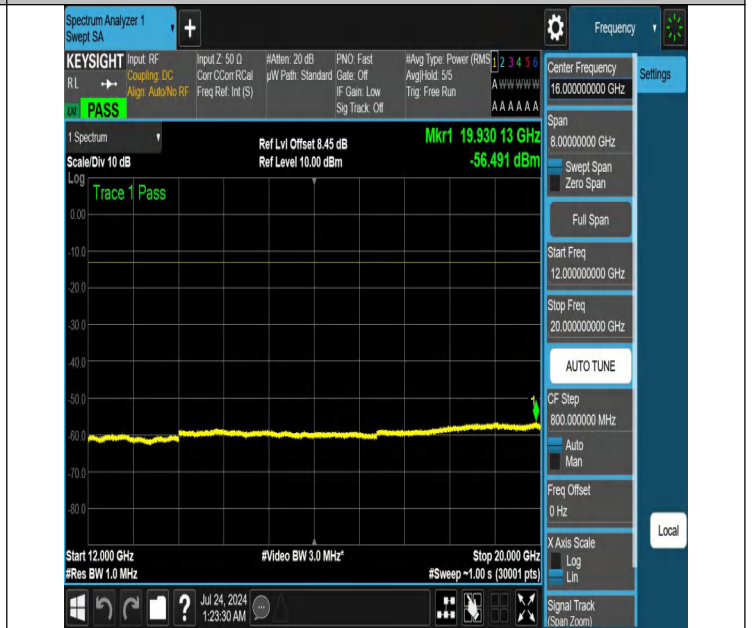 Spectrum Analyzer 1
Swept SA
+
Frequency
KEYSIGHT
RL
LXI PASS
Input: RF
Coupling: DC
Align: Auto/No RF
Input Z: 50 Ω
Corr CCorr RCal
Freq Ref: Int (S)
#Atten: 20 dB
µW Path: Standard
PNO: Fast
Gate: Off
IF Gain: Low
Sig Track: Off
#Avg Type: Power (RMS
Avg|Hold: 5/5
Trig: Free Run
1 2 3 4 5 6
A W W W W W
A A A A A A
1 Spectrum
Scale/Div 10 dB
Ref Lvl Offset 8.45 dB
Ref Level 10.00 dBm
Mkr1 19.930 13 GHz
-56.491 dBm
Log
Trace 1 Pass
0.00
-10.0
-20.0
-30.0
-40.0
-50.0
-60.0
-70.0
-80.0
1
Start 12.000 GHz
#Res BW 1.0 MHz
#Video BW 3.0 MHz*
Stop 20.000 GHz
#Sweep ~1.00 s (30001 pts)
Center Frequency
16.000000000 GHz
Settings
Span
8.00000000 GHz
Swept Span
Zero Span
Full Span
Start Freq
12.000000000 GHz
Stop Freq
20.000000000 GHz
AUTO TUNE
CF Step
800.000000 MHz
Auto
Man
Freq Offset
0 Hz
X Axis Scale
Log
Lin
Local
Signal Track
(Span Zoom)
?
Jul 24, 2024
1:23:30 AM